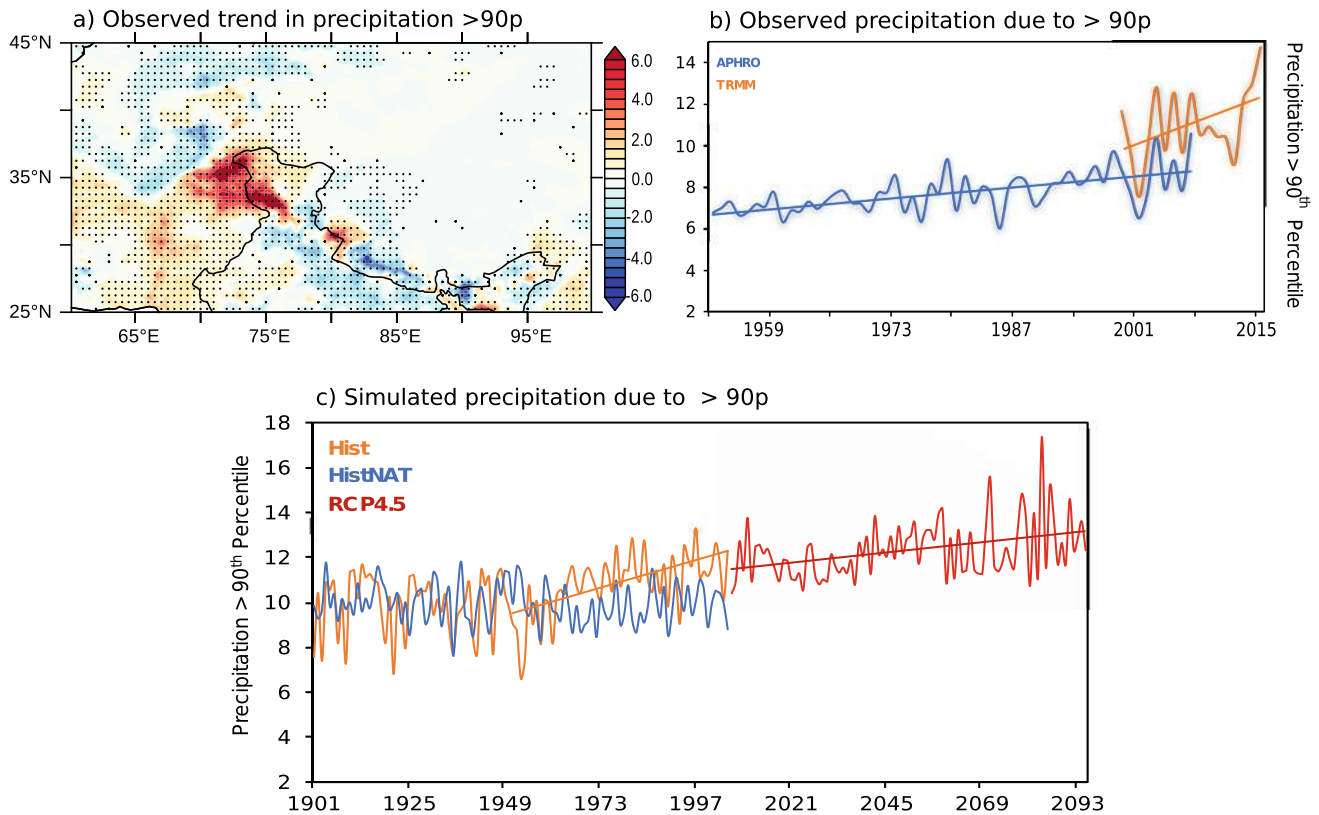 a) Observed trend in precipitation >90p
45°N
35°N
25°N
65°E
75°E
85°E
95°E
6.0
4.0
2.0
0.0
-2.0
-4.0
-6.0
b) Observed precipitation due to > 90p
APHRO
TRMM
14
12
10
8
6
4
2
1959
1973
1987
2001
2015
Precipitation > 90th Percentile
c) Simulated precipitation due to > 90p
Hist
HistNAT
RCP4.5
Precipitation > 90th Percentile
18
16
14
12
10
8
6
4
2
1901
1925
1949
1973
1997
2021
2045
2069
2093